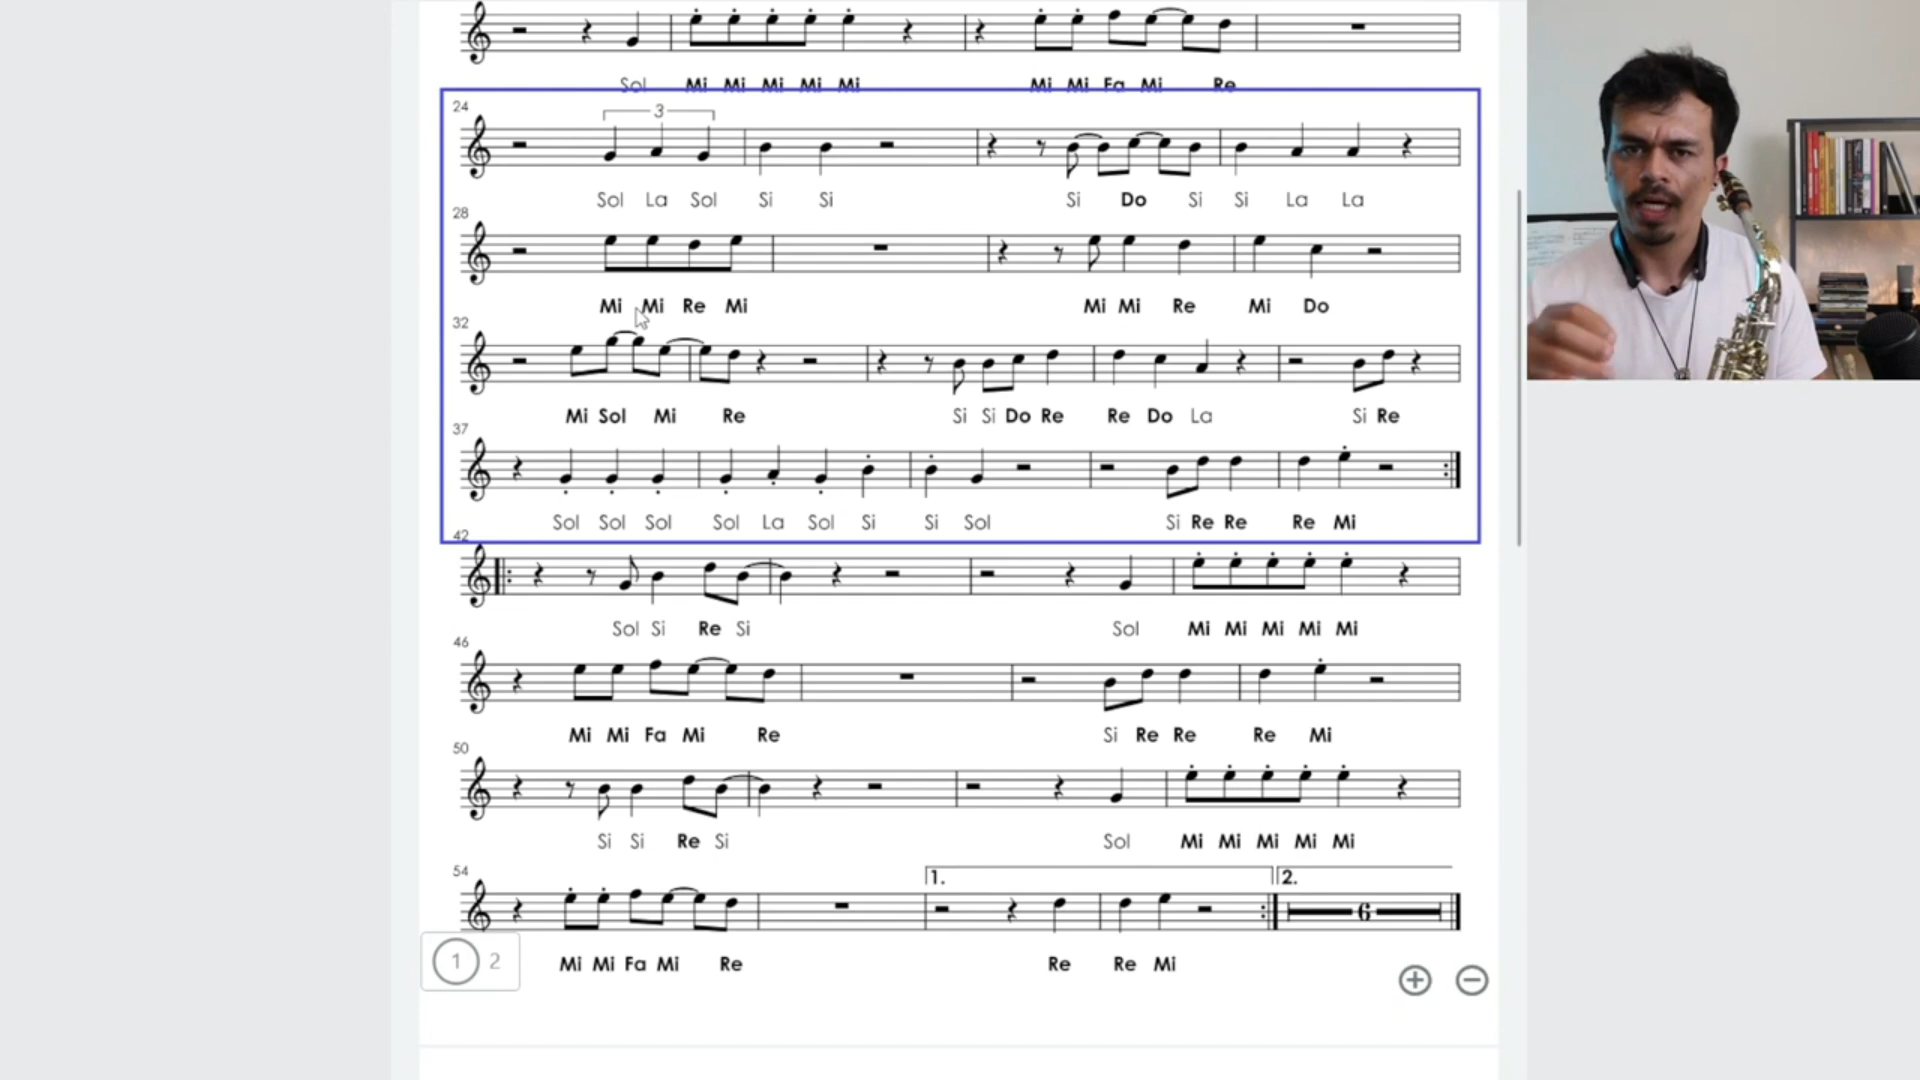 Sol Mi Mi Mi Mi Mi Mi Mi Fa Mi Re
24 3
Sol La Sol Si Si Si Do Si Si La La
28
Mi Mi Re Mi Mi Mi Re Mi Do
32
Mi Sol Mi Re Si Si Do Re Re Do La Si Re
37
Sol Sol Sol Sol La Sol Si Si Sol Si Re Re Re Mi
42
Sol Si Re Si Sol Mi Mi Mi Mi Mi
46
Mi Mi Fa Mi Re Si Re Re Re Mi
50
Si Si Re Si Sol Mi Mi Mi Mi Mi
54 1. 2.
6
Mi Mi Fa Mi Re Re Re Mi
1 2